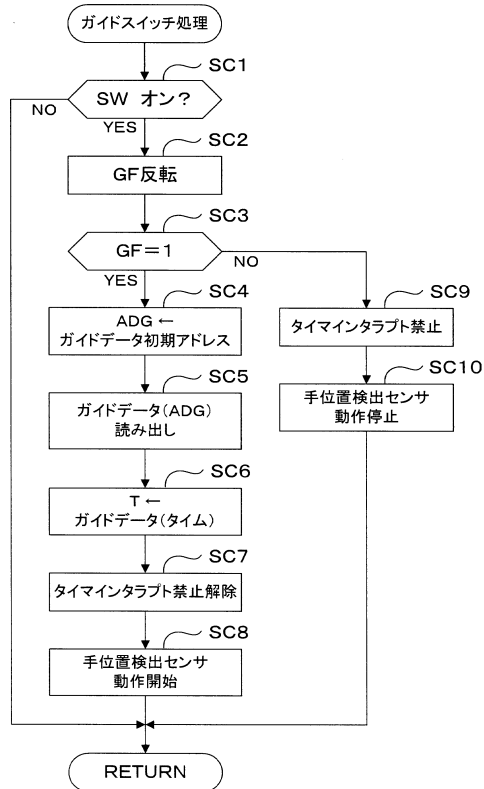 ガイドスイッチ処理
SC1
SW オン？
NO
YES
SC2
GF反転
SC3
GF＝1
NO
YES
SC4
ADG ←
ガイドデータ初期アドレス
SC9
タイマインタラプト禁止
SC5
ガイドデータ（ADG）
読み出し
SC10
手位置検出センサ
動作停止
SC6
T ←
ガイドデータ（タイム）
SC7
タイマインタラプト禁止解除
SC8
手位置検出センサ
動作開始
RETURN